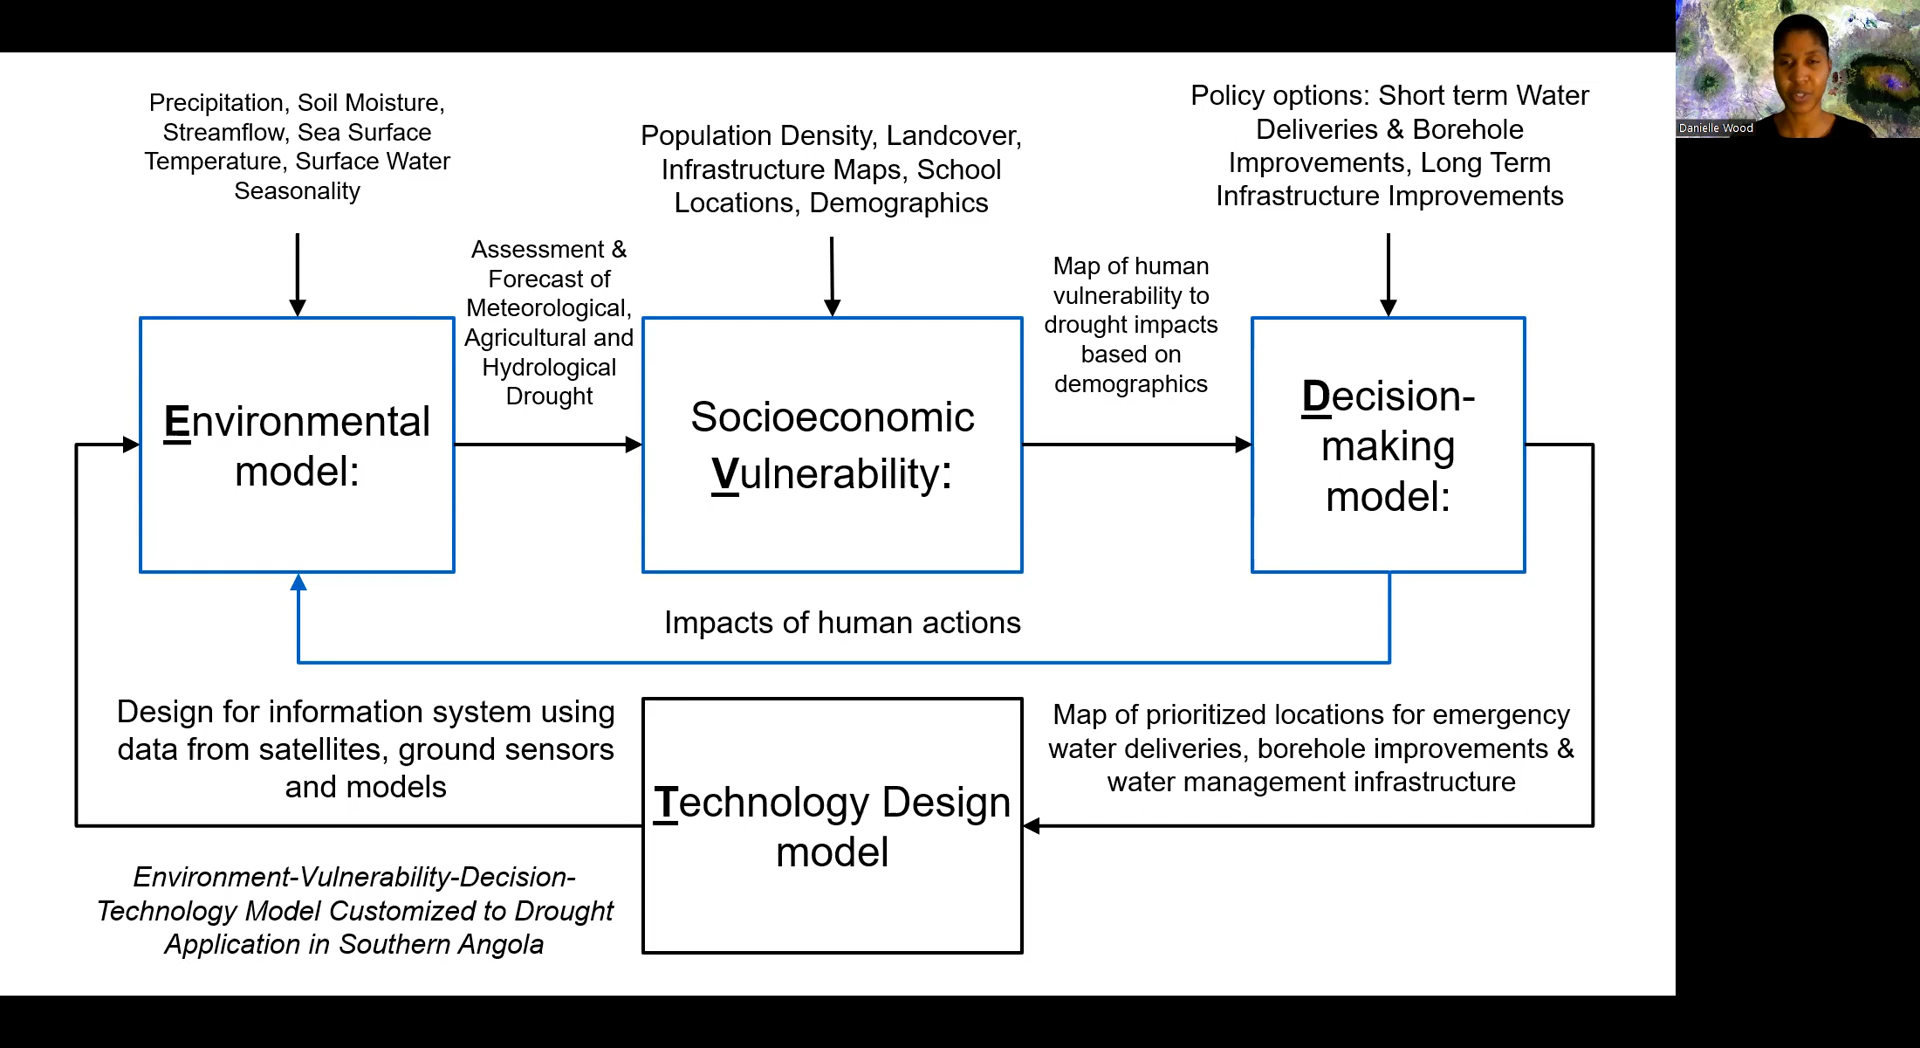 Precipitation, Soil Moisture,
Streamflow, Sea Surface
Temperature, Surface Water
Seasonality
Population Density, Landcover,
Infrastructure Maps, School
Locations, Demographics
Policy options: Short term Water
Deliveries & Borehole
Improvements, Long Term
Infrastructure Improvements
Danielle Wood
Assessment &
Forecast of
Meteorological,
Agricultural and
Hydrological
Drought
Map of human
vulnerability to
drought impacts
based on
demographics
Environmental
model:
Socioeconomic
Vulnerability:
Decision-
making
model:
Impacts of human actions
Design for information system using
data from satellites, ground sensors
and models
Technology Design
model
Map of prioritized locations for emergency
water deliveries, borehole improvements &
water management infrastructure
Environment-Vulnerability-Decision-
Technology Model Customized to Drought
Application in Southern Angola